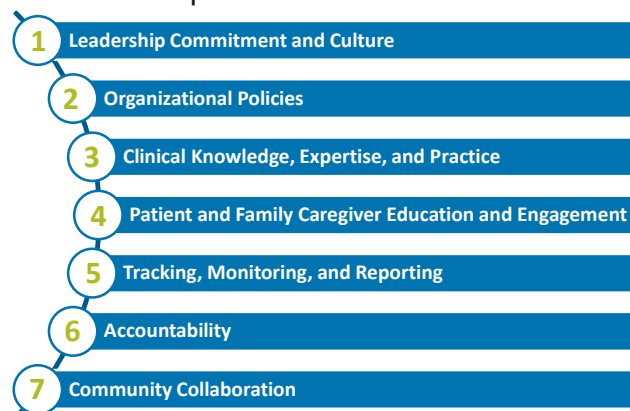 1 Leadership Commitment and Culture
2 Organizational Policies
3 Clinical Knowledge, Expertise, and Practice
4 Patient and Family Caregiver Education and Engagement
5 Tracking, Monitoring, and Reporting
6 Accountability
7 Community Collaboration